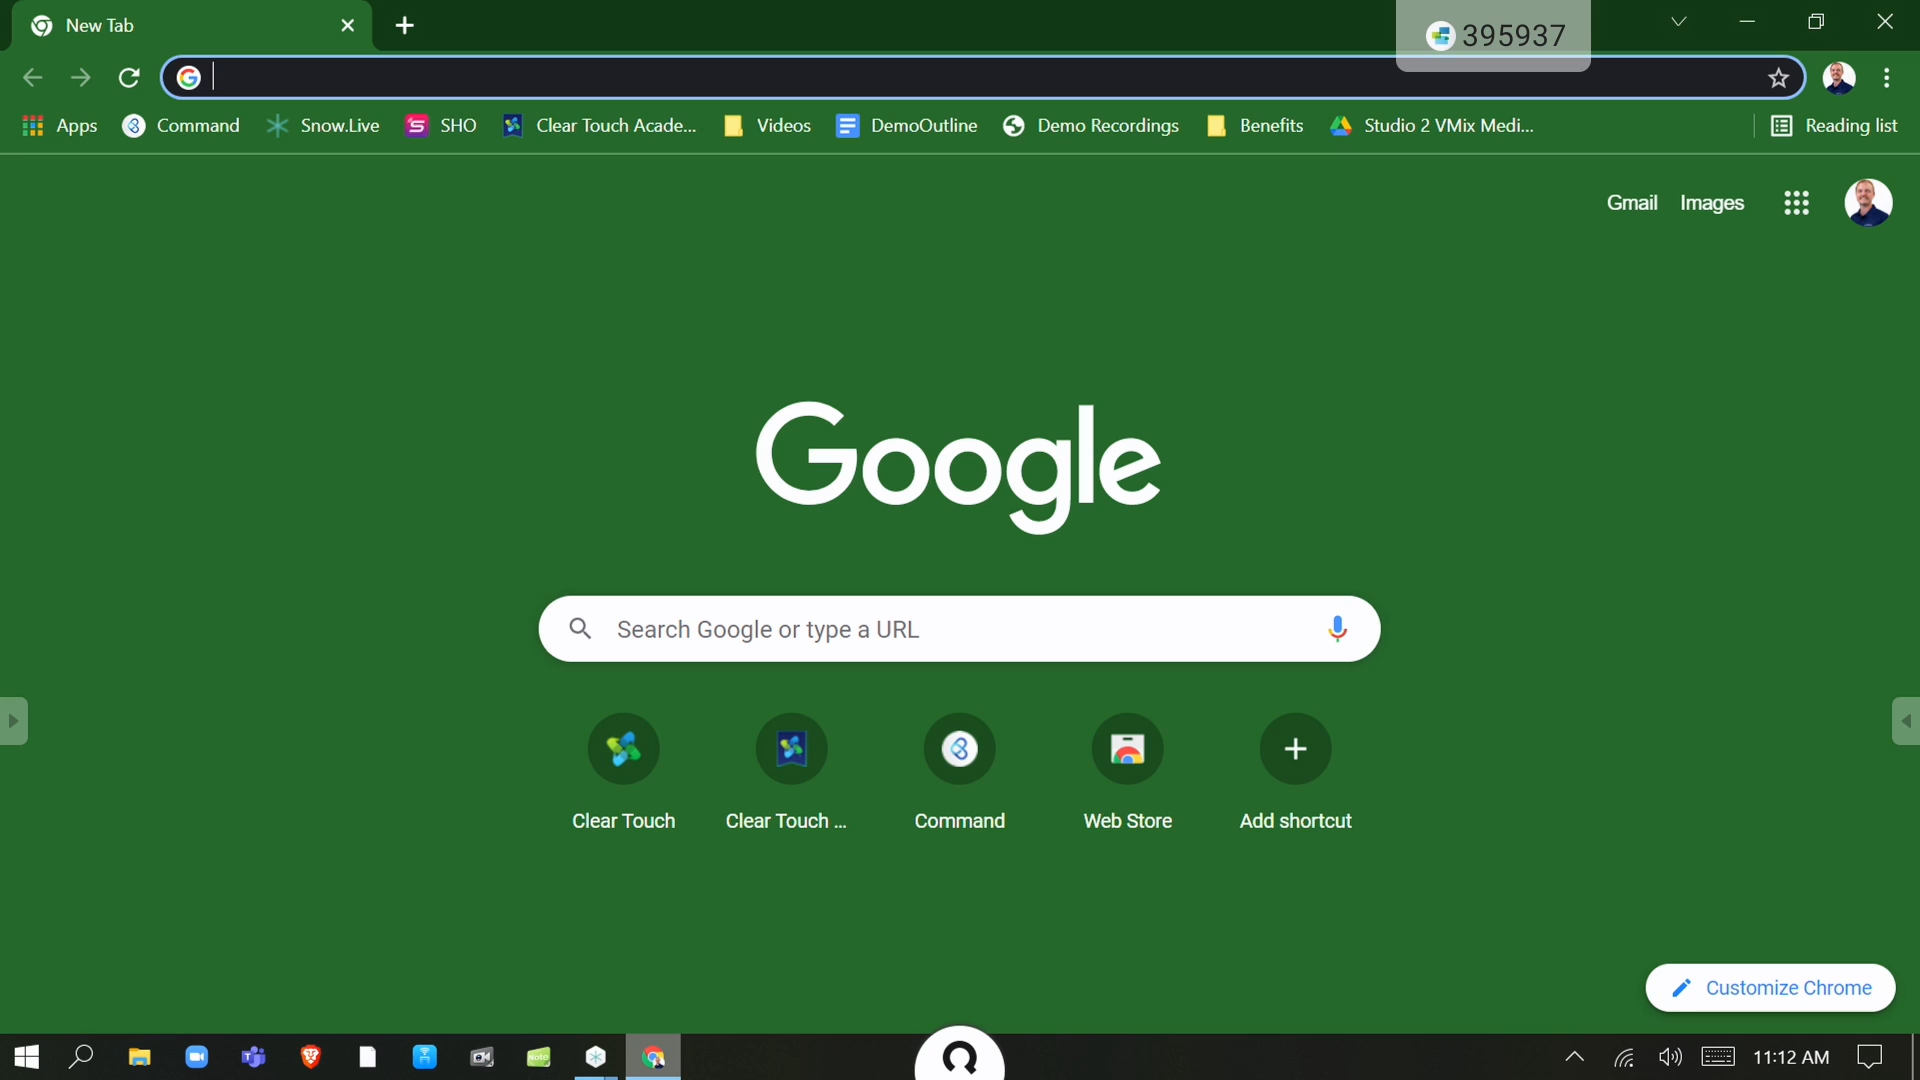 New Tab
395937
Apps Command Snow.Live SHO Clear Touch Acade... Videos DemoOutline Demo Recordings Benefits Studio 2 VMix Medi... Reading list
Gmail Images
Google
Search Google or type a URL
Clear Touch Clear Touch ... Command Web Store Add shortcut
Customize Chrome
11:12 AM